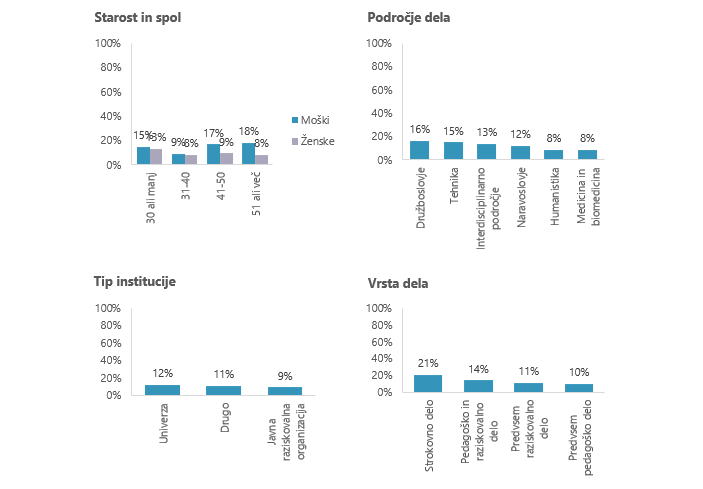 Starost in spol
100%
80%
60%
40%
20%
0%
15%
13%
9%
8%
17%
9%
18%
8%
30 ali manj
31-40
41-50
51 ali več
Moški
Ženske
Področje dela
100%
80%
60%
40%
20%
0%
16%
15%
13%
12%
8%
8%
Družboslovje
Tehnika
Interdisciplinarno
področje
Naravoslovje
Humanistika
Medicina in
biomedicina
Tip institucije
100%
80%
60%
40%
20%
0%
12%
11%
9%
Univerza
Drugo
Javna
raziskovalna
organizacija
Vrsta dela
100%
80%
60%
40%
20%
0%
21%
14%
11%
10%
Strokovno delo
Pedagoško in
raziskovalno
delo
Predvsem
raziskovalno
delo
Predvsem
pedagoško delo